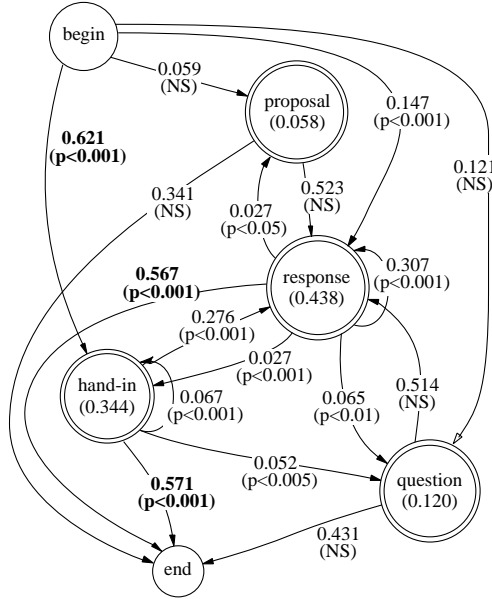 begin
0.059
(NS)
proposal
(0.058)
0.147
(p<0.001)
0.621
(p<0.001)
0.121
(NS)
0.341
(NS)
0.523
(NS)
0.027
(p<0.05)
0.567
(p<0.001)
response
(0.438)
0.307
(p<0.001)
0.276
(p<0.001)
0.027
(p<0.001)
hand-in
(0.344)
0.067
(p<0.001)
0.065
(p<0.01)
0.514
(NS)
0.052
(p<0.005)
0.571
(p<0.001)
question
(0.120)
0.431
(NS)
end